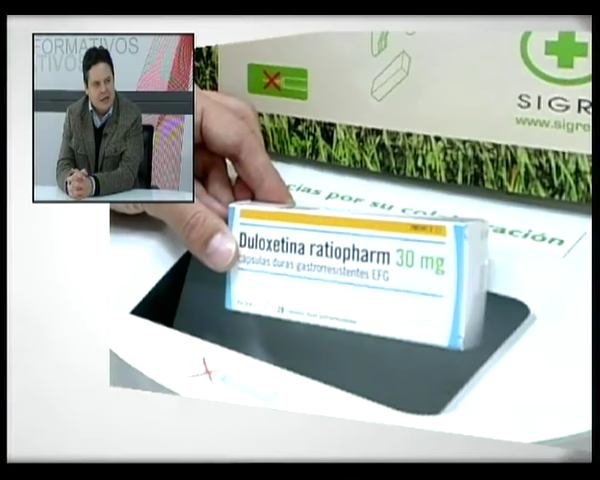 FORMATIVOS
TIVOS
SIGR
www.sigre
cias por su colaboración
Duloxetina ratiopharm 30 mg
cápsulas duras gastrorresistentes EFG